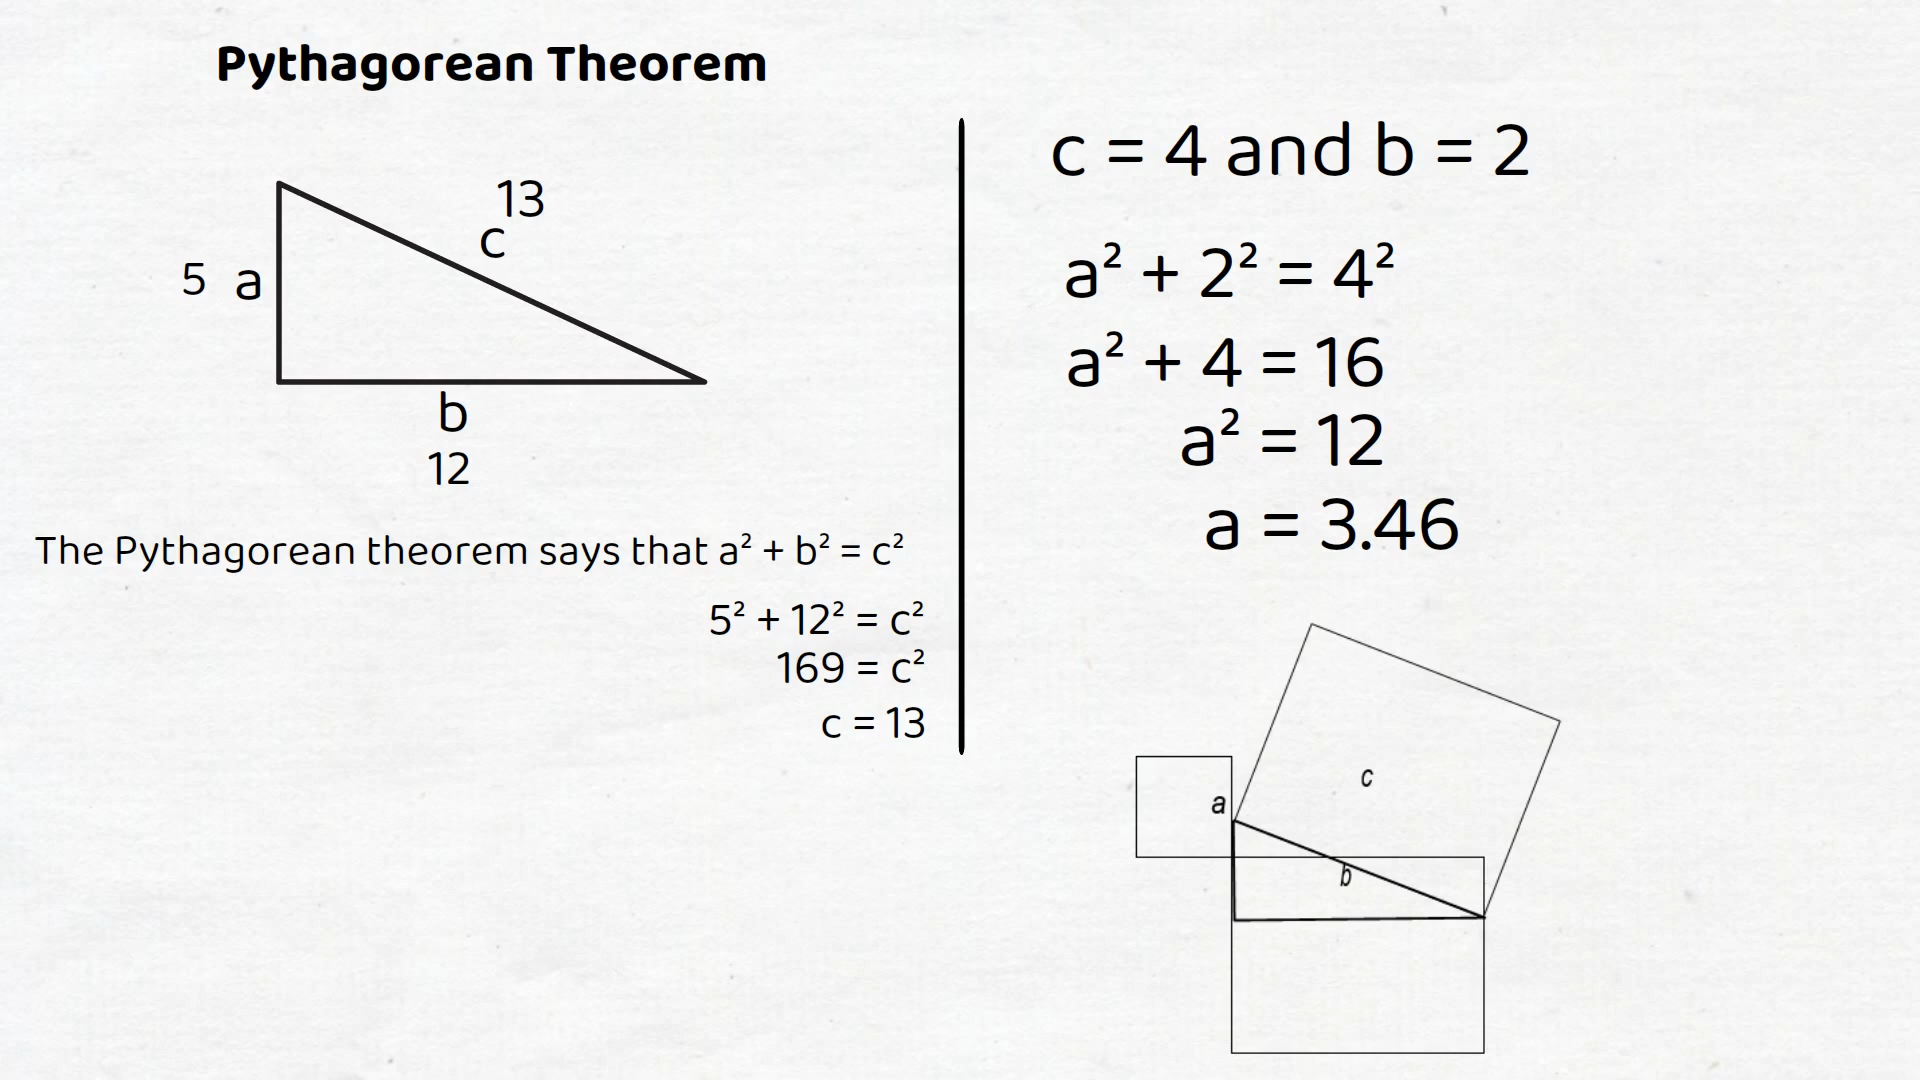 Pythagorean Theorem
13
c
5 a
b
12
The Pythagorean theorem says that a² + b² = c²
5² + 12² = c²
169 = c²
c = 13
c = 4 and b = 2
a² + 2² = 4²
a² + 4 = 16
a² = 12
a = 3.46
c
a
b